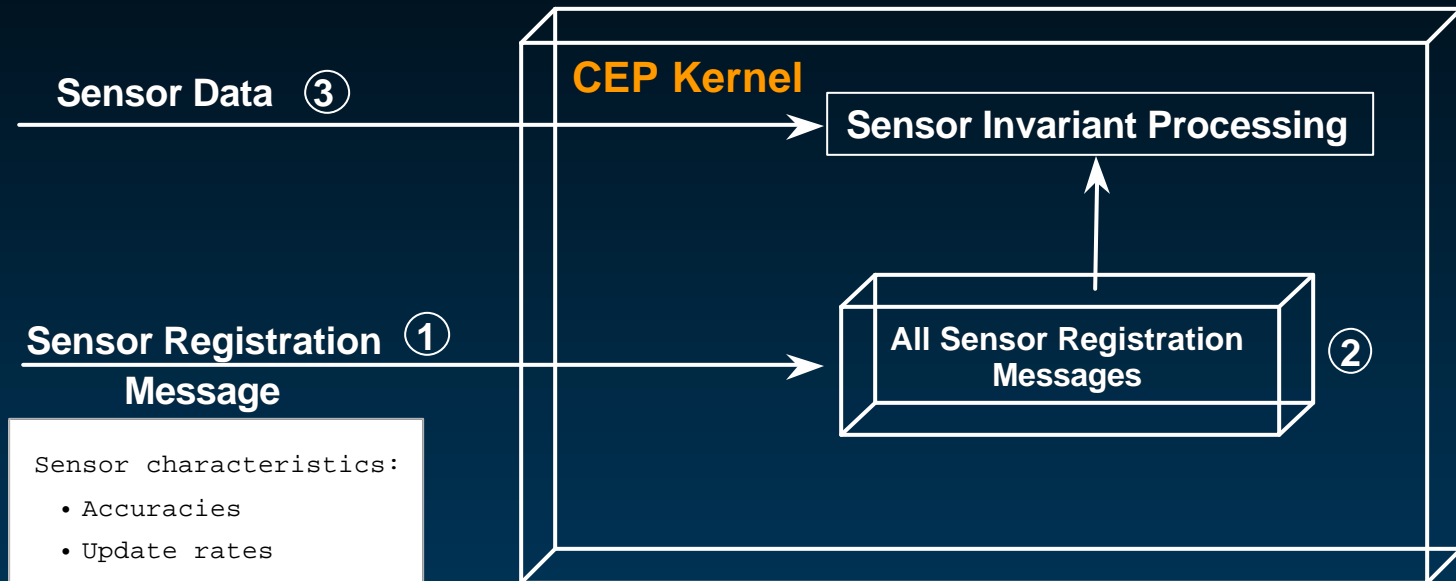 CEP Kernel
Sensor Data ③
Sensor Invariant Processing
Sensor Registration ①
Message
All Sensor Registration
Messages
②
Sensor characteristics:
• Accuracies
• Update rates